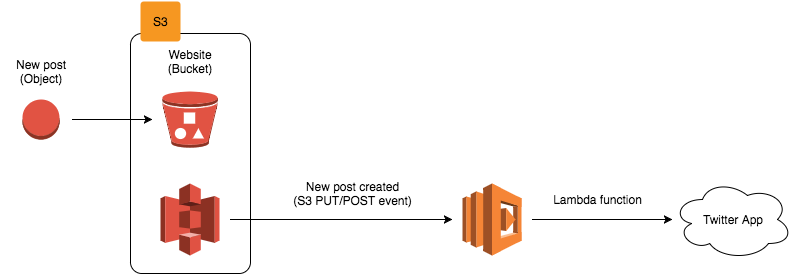 S3
New post
(Object)
Website
(Bucket)
New post created
(S3 PUT/POST event)
Lambda function
Twitter App